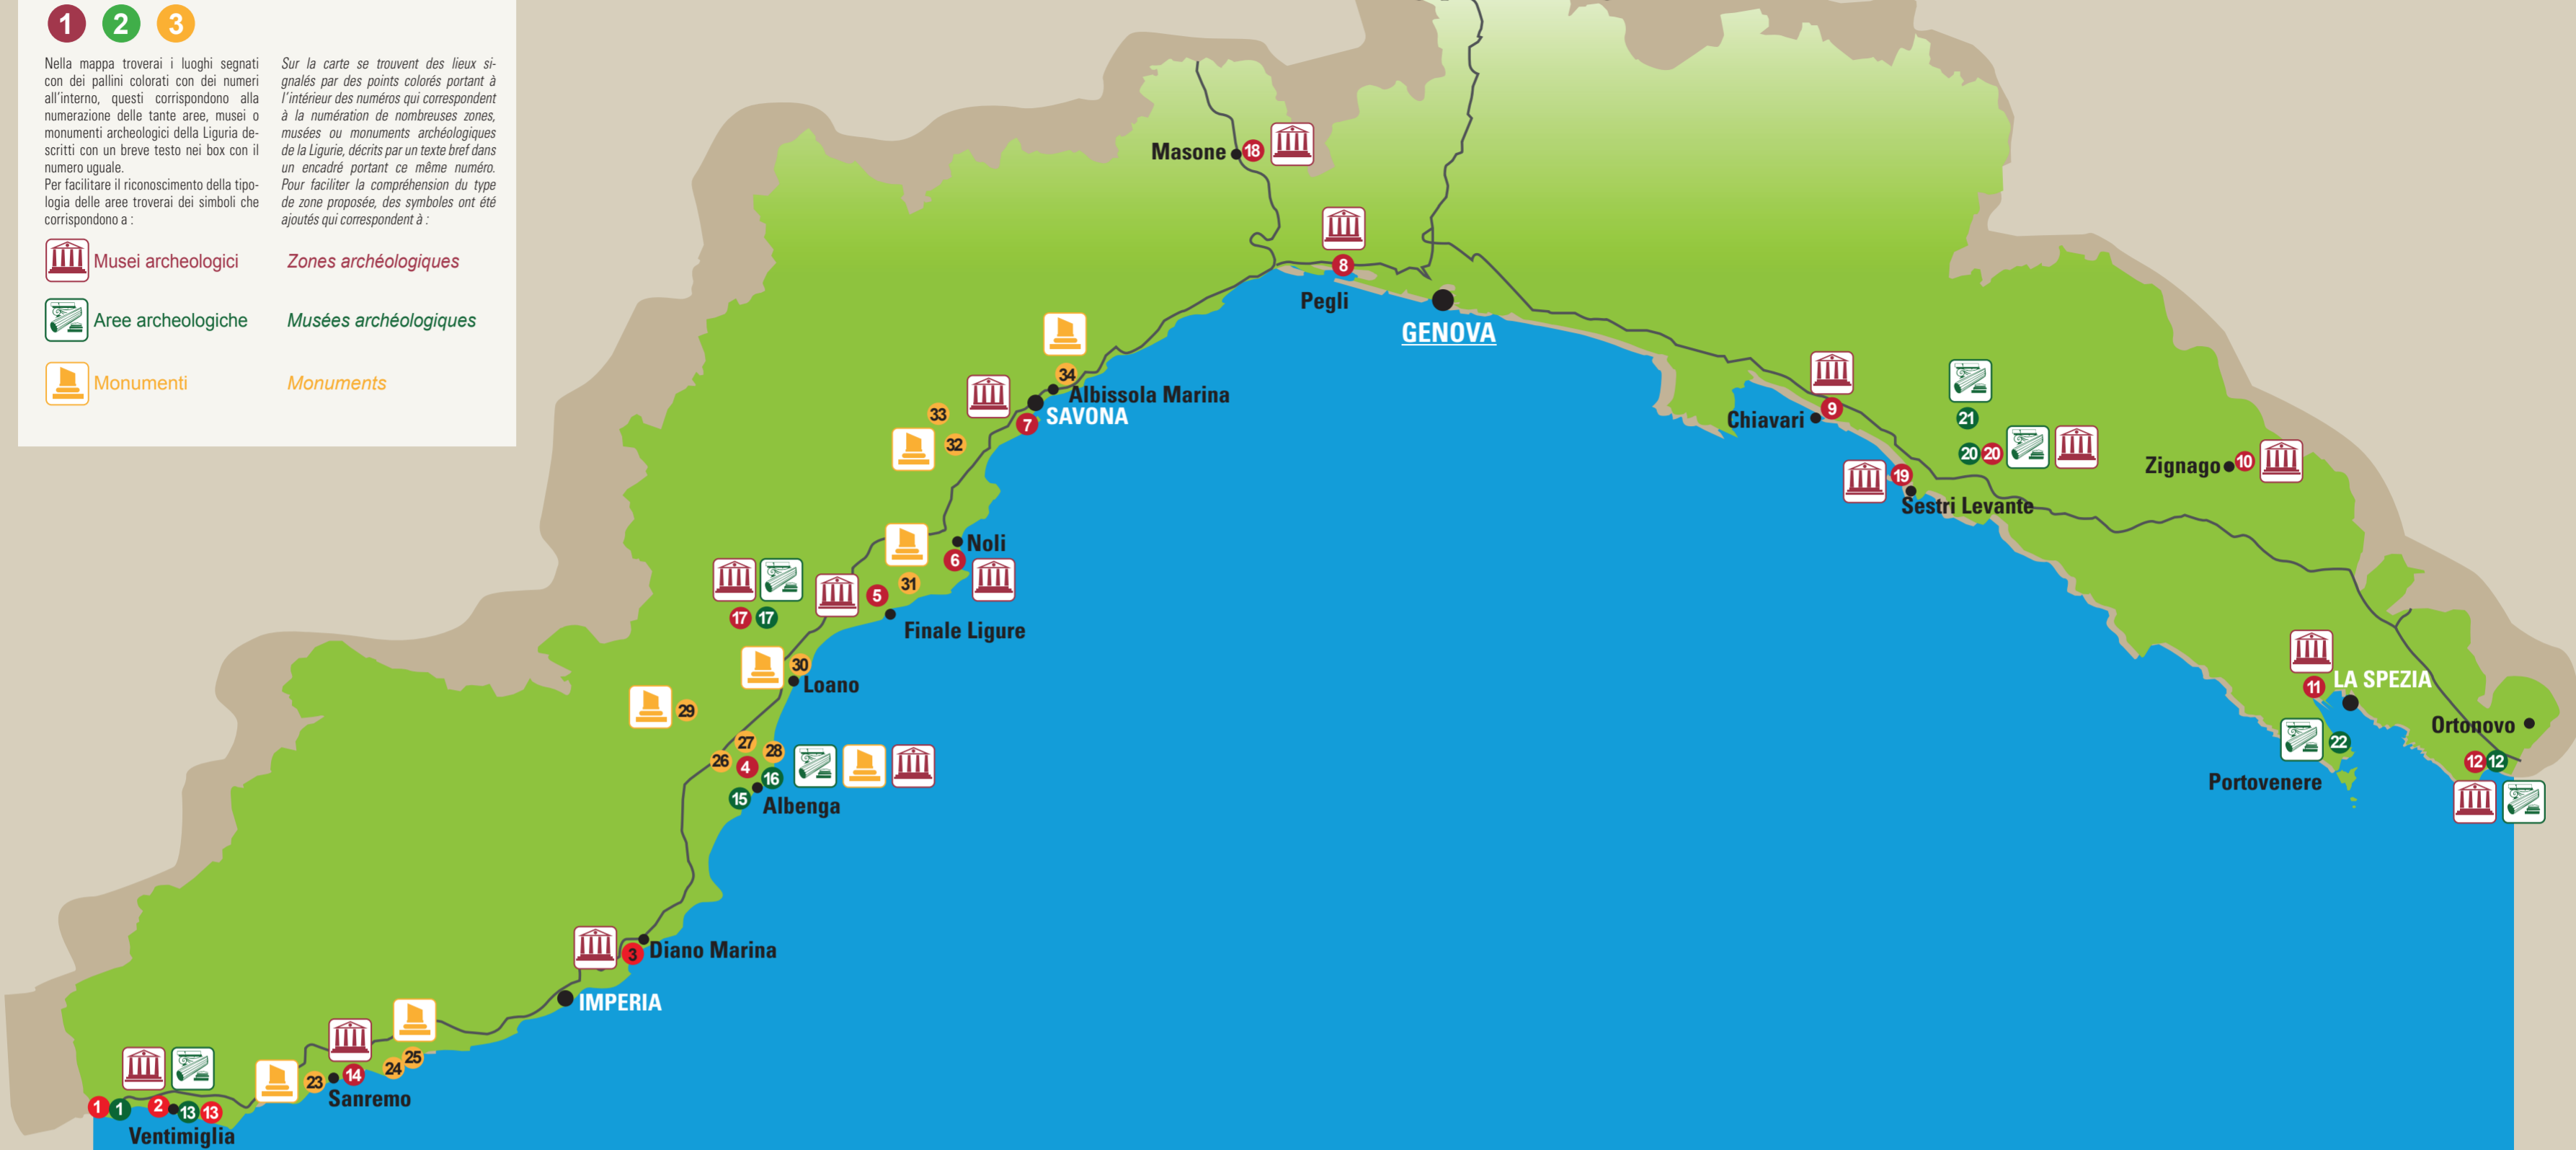 1 2 3
Nella mappa troverai i luoghi segnati
con dei pallini colorati con dei numeri
all'interno, questi corrispondono alla
numerazione delle tante aree, musei o
monumenti archeologici della Liguria de-
scritti con un breve testo nei box con il
numero uguale.
Per facilitare il riconoscimento della tipo-
logia delle aree troverai dei simboli che
corrispondono a :
Sur la carte se trouvent des lieux si-
gnalés par des points colorés portant à
l'intérieur des numéros qui correspondent
à la numération de nombreuses zones,
musées ou monuments archéologiques
de la Ligurie, décrits par un texte bref dans
un encadré portant ce même numéro.
Pour faciliter la compréhension du type
de zone proposée, des symboles ont été
ajoutés qui correspondent à :
Musei archeologici
Zones archéologiques
Aree archeologiche
Musées archéologiques
Monumenti
Monuments
Masone
18
8
Pegli
GENOVA
34
Albissola Marina
33
7
SAVONA
32
Chiavari
9
21
20 20
Zignago
10
19
Sestri Levante
Noli
6
31
5
Finale Ligure
17 17
30
Loano
29
11
LA SPEZIA
Ortonovo
22
12 12
Portovenere
27
28
26
4
16
15
Albenga
3
Diano Marina
IMPERIA
25
24
23
14
Sanremo
1 1
2
13 13
Ventimiglia